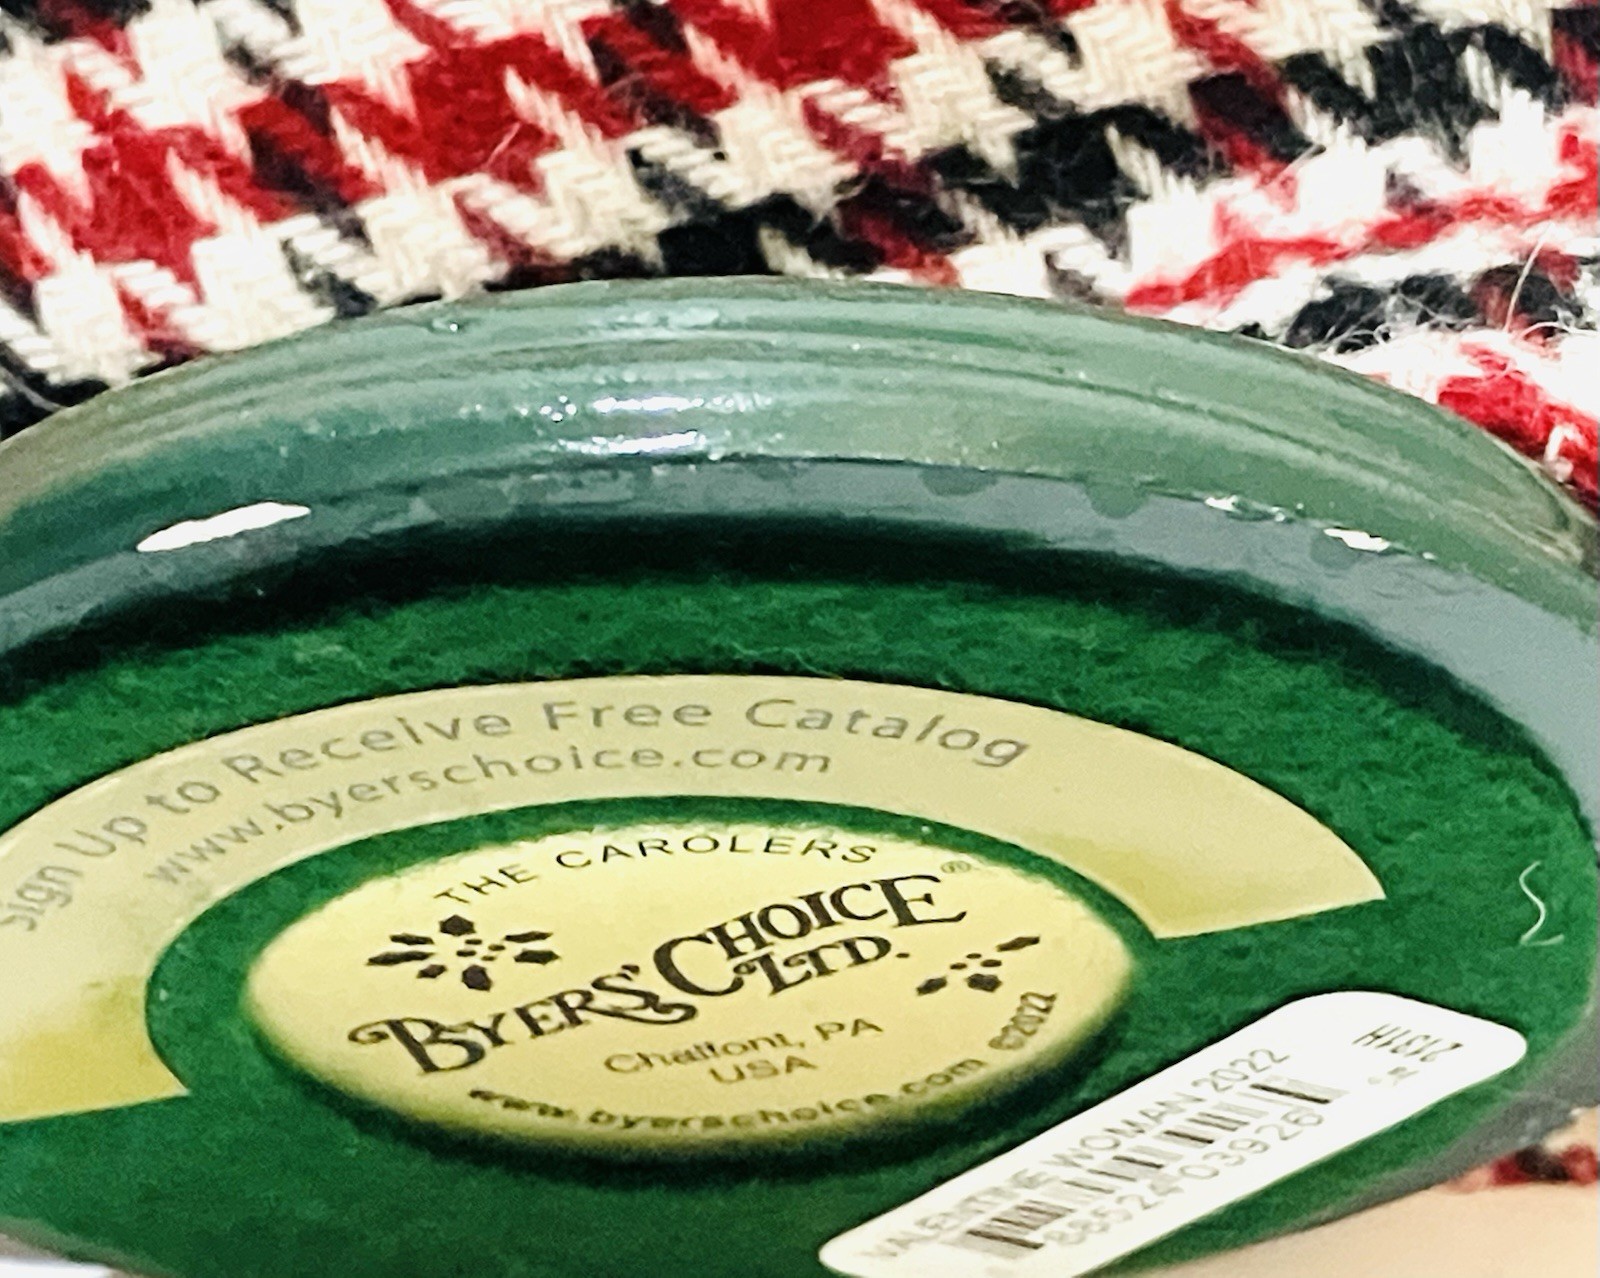 Sign Up to Receive Free Catalog
www.byerschoice.com
THE CAROLERS
BYERS' CHOICE®
LTD.
Chalfont, PA
USA
www.byerschoice.com ©2022
VALENTINE WOMAN 2022
2131H